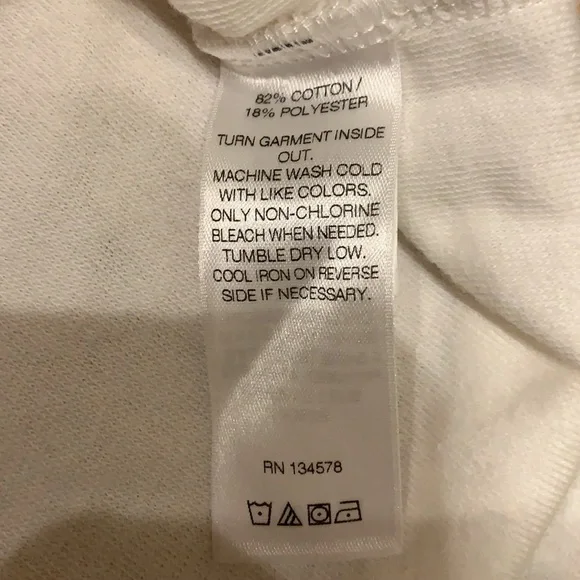 82% COTTON /
18% POLYESTER
TURN GARMENT INSIDE
OUT.
MACHINE WASH COLD
WITH LIKE COLORS.
ONLY NON-CHLORINE
BLEACH WHEN NEEDED.
TUMBLE DRY LOW.
COOL IRON ON REVERSE
SIDE IF NECESSARY.
RN 134578